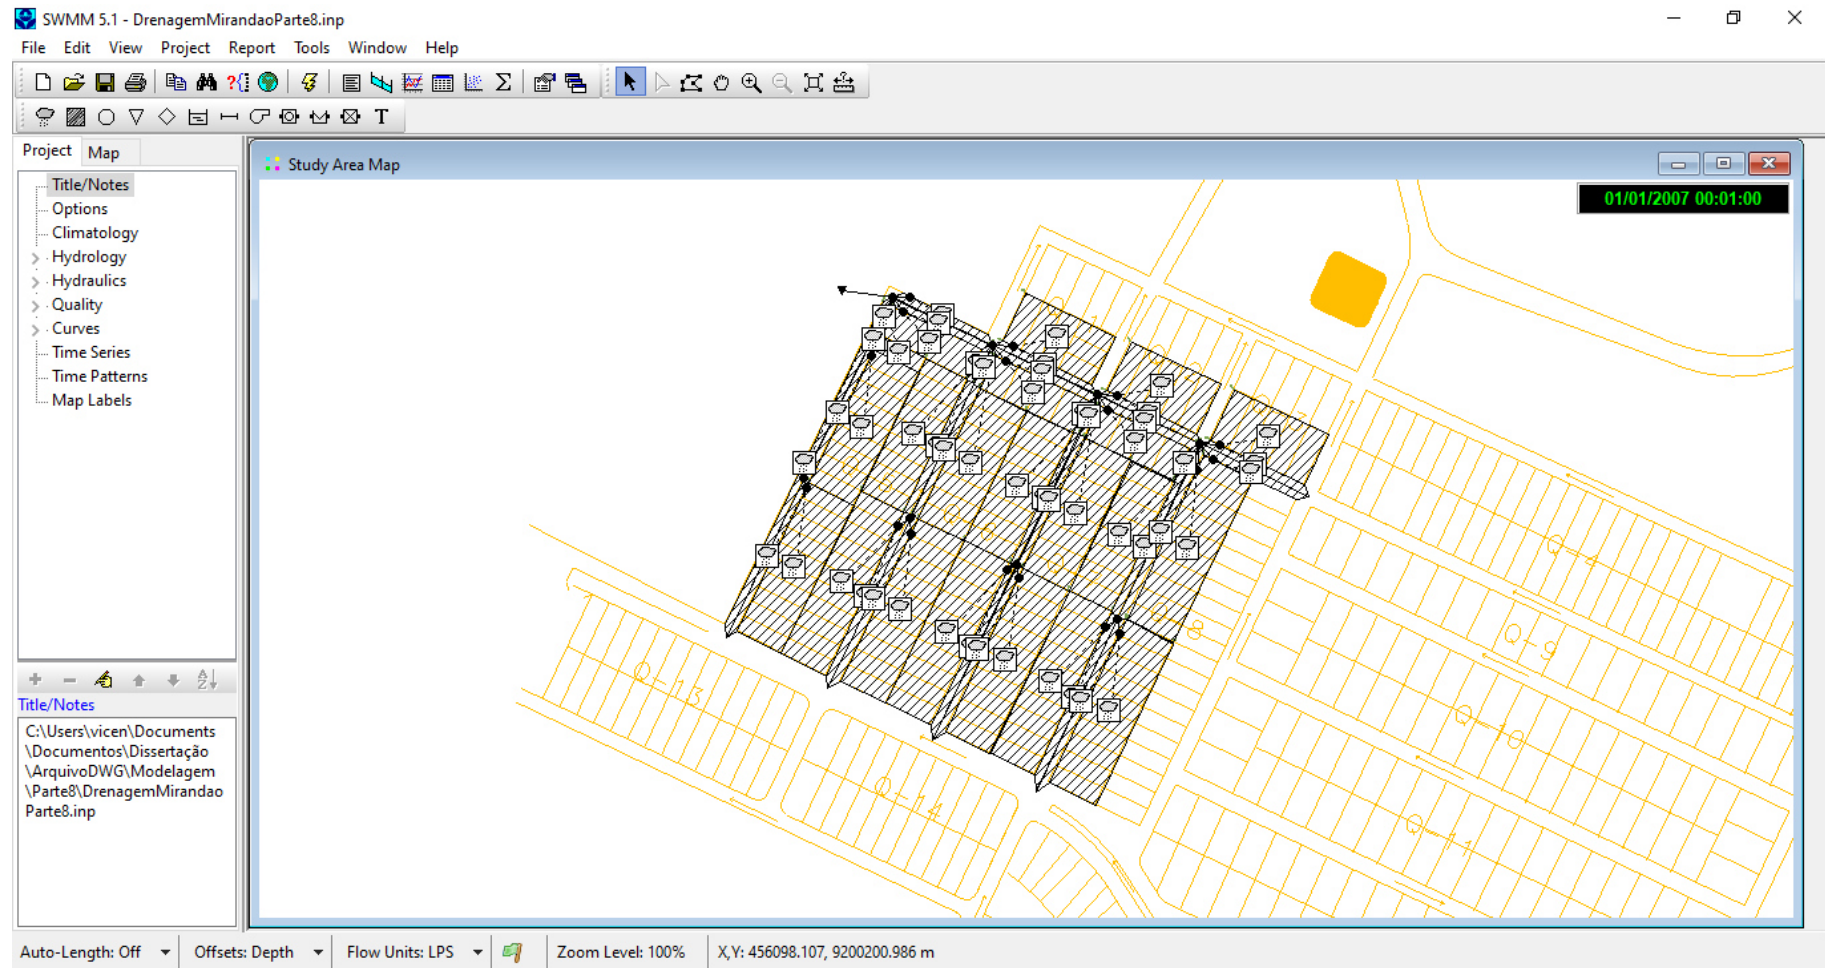 SWMM 5.1 - DrenagemMirandaoParte8.inp
File Edit View Project Report Tools Window Help
T
Project Map
Study Area Map
01/01/2007 00:01:00
Title/Notes
Options
Climatology
Hydrology
Hydraulics
Quality
Curves
Time Series
Time Patterns
Map Labels
Title/Notes
C:\Users\vicen\Documents
\Documentos\Dissertação
\ArquivoDWG\Modelagem
\Parte8\DrenagemMirandao
Parte8.inp
Q-4
Q-8
Q-9
Q-13
Q-10
Q-14
Q-11
Auto-Length: Off Offsets: Depth Flow Units: LPS Zoom Level: 100% X,Y: 456098.107, 9200200.986 m